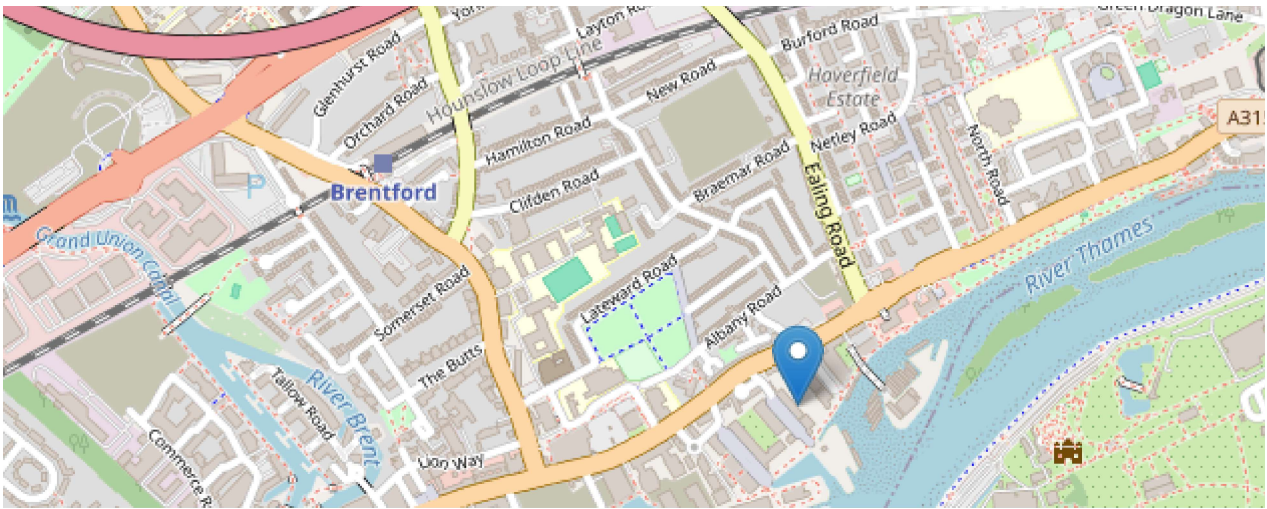 Layton Ro
Green Dragon Lane
Glenhurst Road
Orchard Road
Hounslow Loop Line
New Road
Burford Road
Haverfield
Estate
Hamilton Road
Netley Road
North Road
A315
P
Brentford
Clifden Road
Braemar Road
Ealing Road
Grand Union Canal
River Thames
Somerset Road
Lateward Road
Albany Road
The Butts
Tallow Road
River Brent
Commerce R
Lion Way